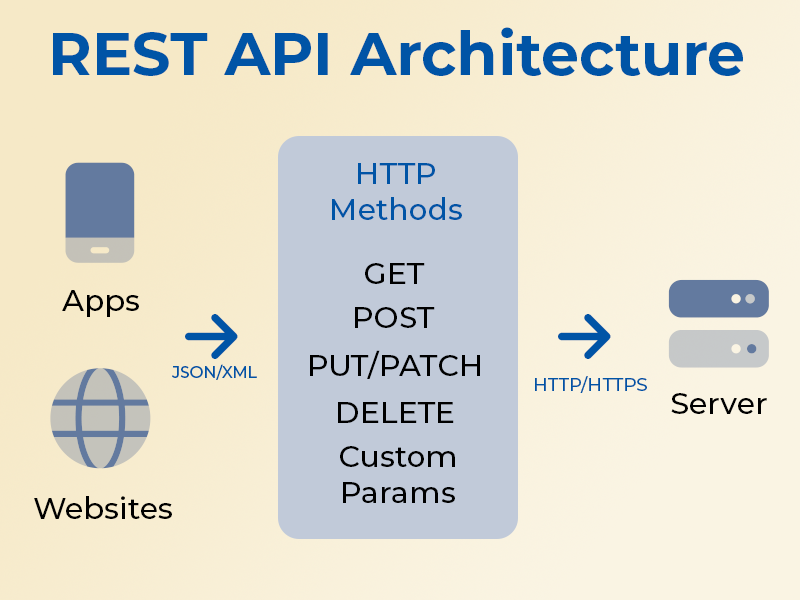 REST API Architecture
Apps
Websites
JSON/XML
HTTP
Methods
GET
POST
PUT/PATCH
DELETE
Custom
Params
HTTP/HTTPS
Server